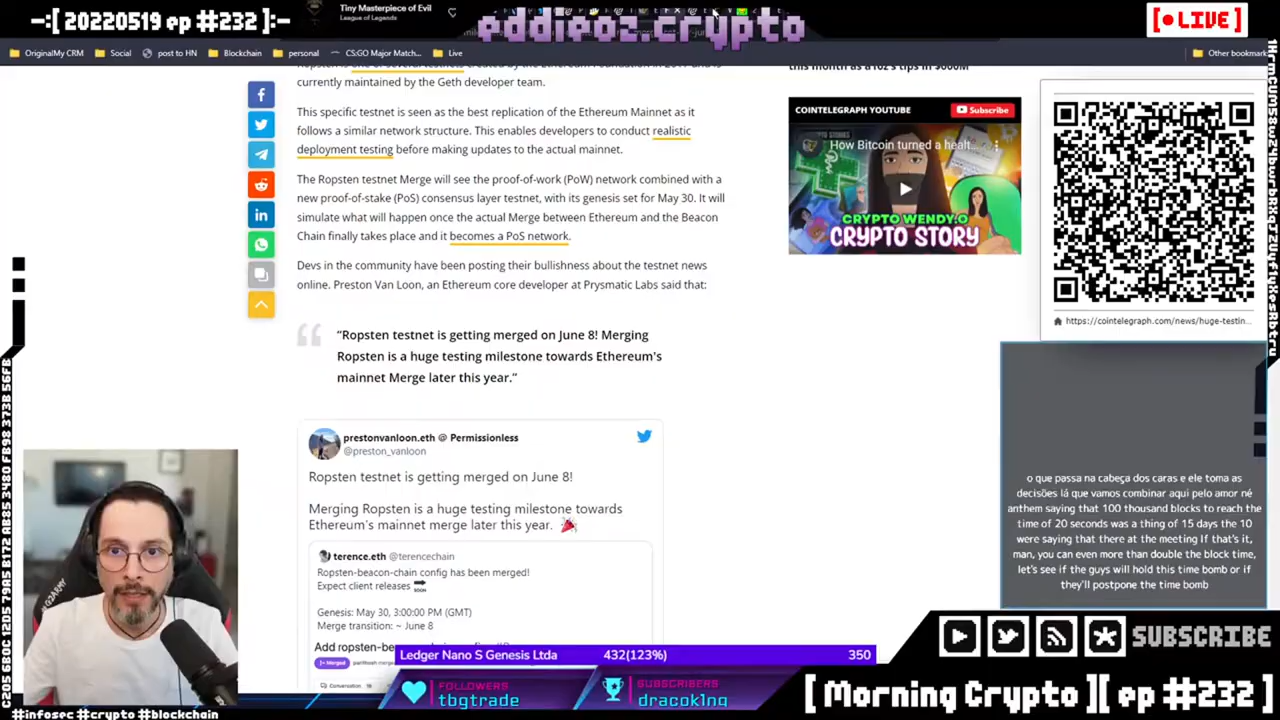 -:[ 20220519 ep #232 ]:-
Tiny Masterpiece of Evil
League of Legends
eddieoz.crypto
[ LIVE ]
OriginalMy CRM
Social
post to HN
Blockchain
personal
CS:GO Major Match...
Live
Other bookmark
currently maintained by the Geth developer team.
This specific testnet is seen as the best replication of the Ethereum Mainnet as it
follows a similar network structure. This enables developers to conduct realistic
deployment testing before making updates to the actual mainnet.
The Ropsten testnet Merge will see the proof-of-work (PoW) network combined with a
new proof-of-stake (PoS) consensus layer testnet, with its genesis set for May 30. It will
simulate what will happen once the actual Merge between Ethereum and the Beacon
Chain finally takes place and it becomes a PoS network.
Devs in the community have been posting their bullishness about the testnet news
online. Preston Van Loon, an Ethereum core developer at Prysmatic Labs said that:
“Ropsten testnet is getting merged on June 8! Merging
Ropsten is a huge testing milestone towards Ethereum's
mainnet Merge later this year.”
prestonvanloon.eth @ Permissionless
@preston_vanloon
Ropsten testnet is getting merged on June 8!
Merging Ropsten is a huge testing milestone towards
Ethereum's mainnet merge later this year.
terence.eth @terencechain
Ropsten-beacon-chain config has been merged!
Expect client releases
SOON
Genesis: May 30, 3:00:00 PM (GMT)
Merge transition: ~ June 8
Add ropsten-be
Merged
Conversation
COINTELEGRAPH YOUTUBE
Subscribe
CRYPTO STORIES
How Bitcoin turned a healt...
CRYPTO WENDYO
CRYPTO STORY
https://cointelegraph.com/news/huge-testin...
o que passa na cabeça dos caras e ele toma as
decisões lá que vamos combinar aqui pelo amor né
anthem saying that 100 thousand blocks to reach the
time of 20 seconds was a thing of 15 days the 10
were saying that there at the meeting If that's it,
man, you can even more than double the block time,
let's see if the guys will hold this time bomb or if
they'll postpone the time bomb
Ledger Nano S Genesis Ltda
432(123%)
350
FOLLOWERS
tbgtrade
SUBSCRIBERS
dracoking
SUBSCRIBE
[ Morning Crypto ][ ep #232 ]
#infosec #crypto #blockchain